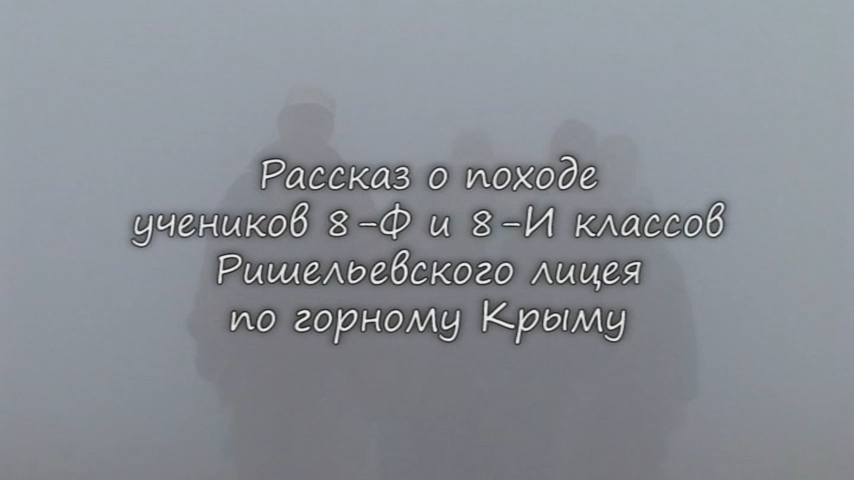 Рассказ о походе
учеников 8-Ф и 8-И классов
Ришельевского лицея
по горному Крыму